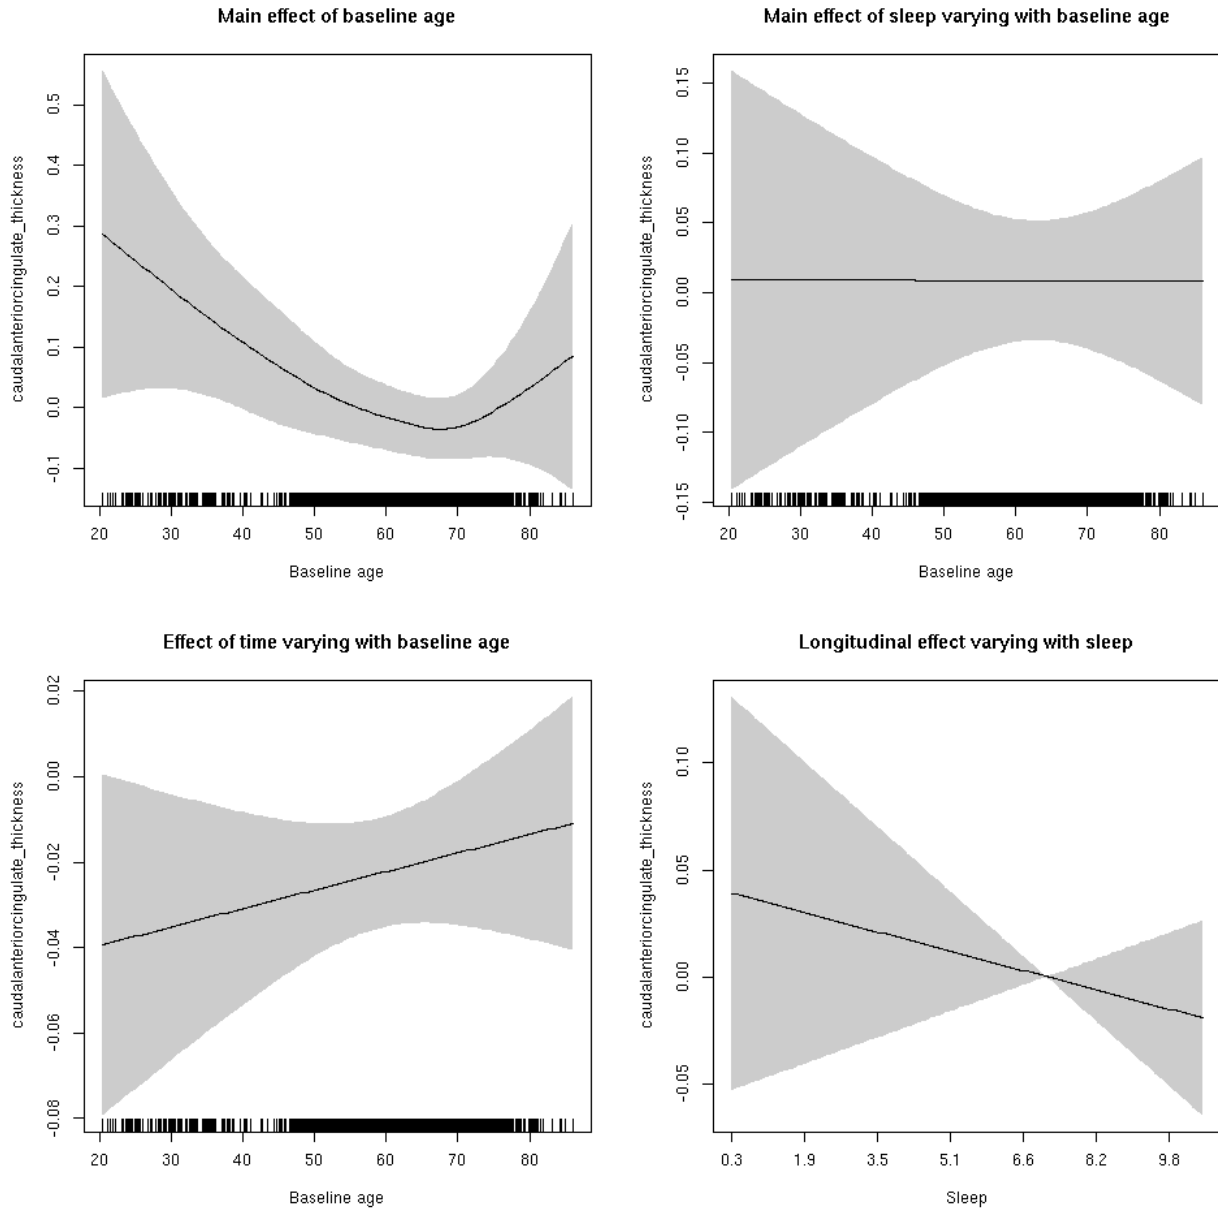 Main effect of baseline age
caudalanteriorcingulate_thickness
0.5
0.4
0.3
0.2
0.1
0.0
-0.1
20 30 40 50 60 70 80
Baseline age
Main effect of sleep varying with baseline age
caudalanteriorcingulate_thickness
0.15
0.10
0.05
0.00
-0.05
-0.10
-0.15
20 30 40 50 60 70 80
Baseline age
Effect of time varying with baseline age
caudalanteriorcingulate_thickness
0.02
0.00
-0.02
-0.04
-0.06
-0.08
20 30 40 50 60 70 80
Baseline age
Longitudinal effect varying with sleep
caudalanteriorcingulate_thickness
0.10
0.05
0.00
-0.05
0.3 1.9 3.5 5.1 6.6 8.2 9.8
Sleep